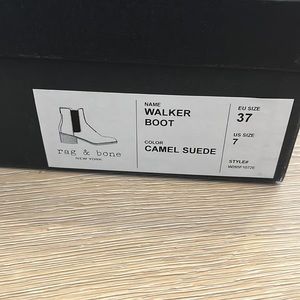 NAME
WALKER
BOOT
COLOR
CAMEL SUEDE
rag & bone
NEW YORK
EU SIZE
37
US SIZE
7
STYLE#